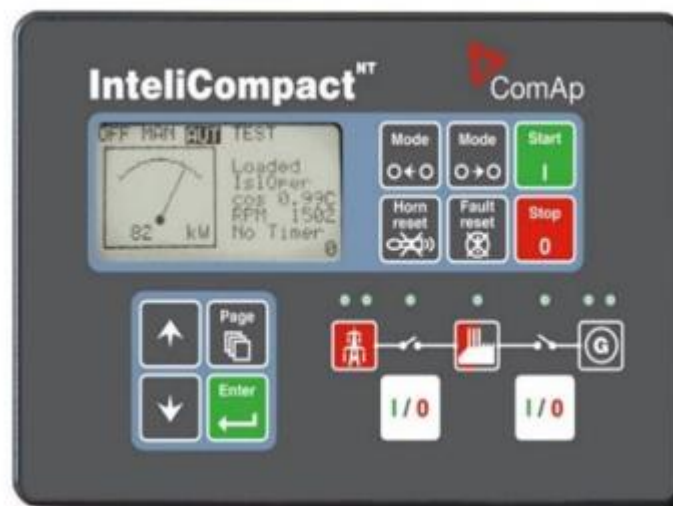 InteliCompact NT
ComAp
OFF MAN AUT TEST
Loaded
IslOper
cos 0.99C
RPM 1502
82 kW
No Timer
0
Mode
Mode
Start
I
Horn reset
Fault reset
Stop
0
Page
Enter
G
I/0
I/0